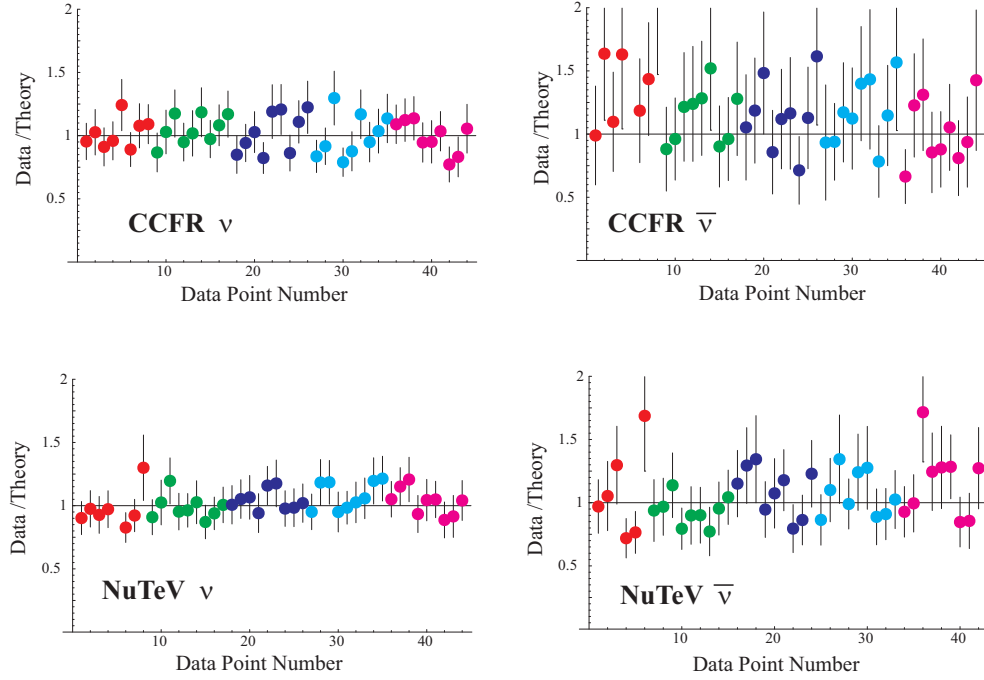 2
1.5
1
0.5
Data /Theory
CCFR ν
10 20 30 40
Data Point Number
2
1.5
1
0.5
Data /Theory
CCFR ν̅
10 20 30 40
Data Point Number
2
1.5
1
0.5
Data /Theory
NuTeV ν
10 20 30 40
Data Point Number
2
1.5
1
0.5
Data /Theory
NuTeV ν̅
10 20 30 40
Data Point Number